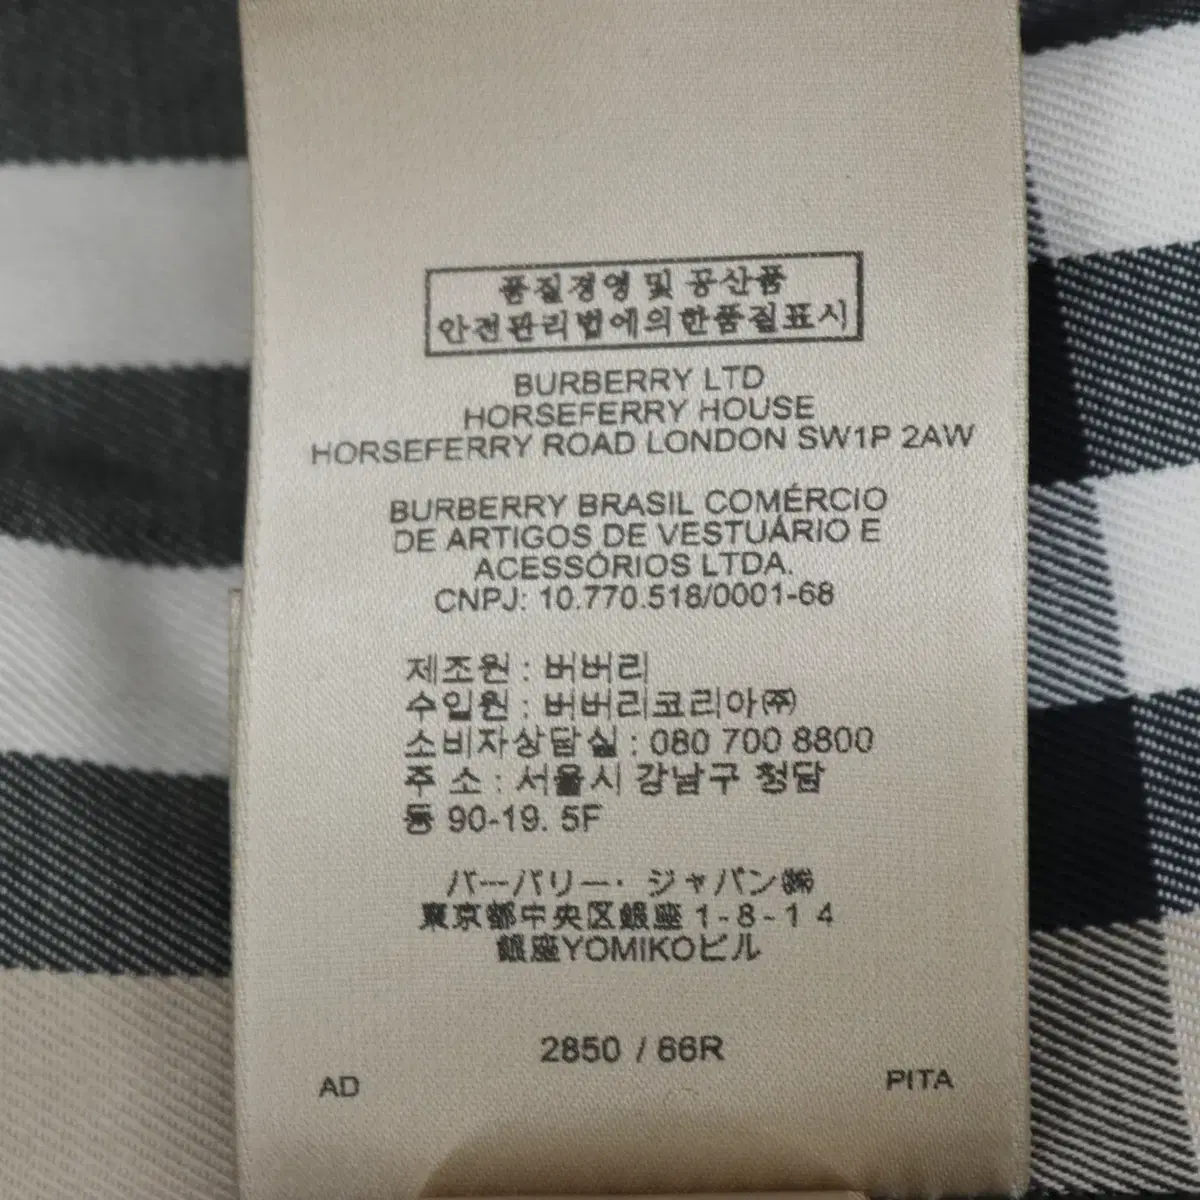 품질경영 및 공산품
안전관리법에의한품질표시
BURBERRY LTD
HORSEFERRY HOUSE
HORSEFERRY ROAD LONDON SW1P 2AW
BURBERRY BRASIL COMÉRCIO
DE ARTIGOS DE VESTUÁRIO E
ACESSÓRIOS LTDA.
CNPJ: 10.770.518/0001-68
제조원 : 버버리
수입원 : 버버리코리아㈜
소비자상담실 : 080 700 8800
주 소 : 서울시 강남구 청담
동 90-19. 5F
バーバリー・ジャパン㈱
東京都中央区銀座 1-8-1 4
銀座YOMIKOビル
2850 / 66R
AD
PITA